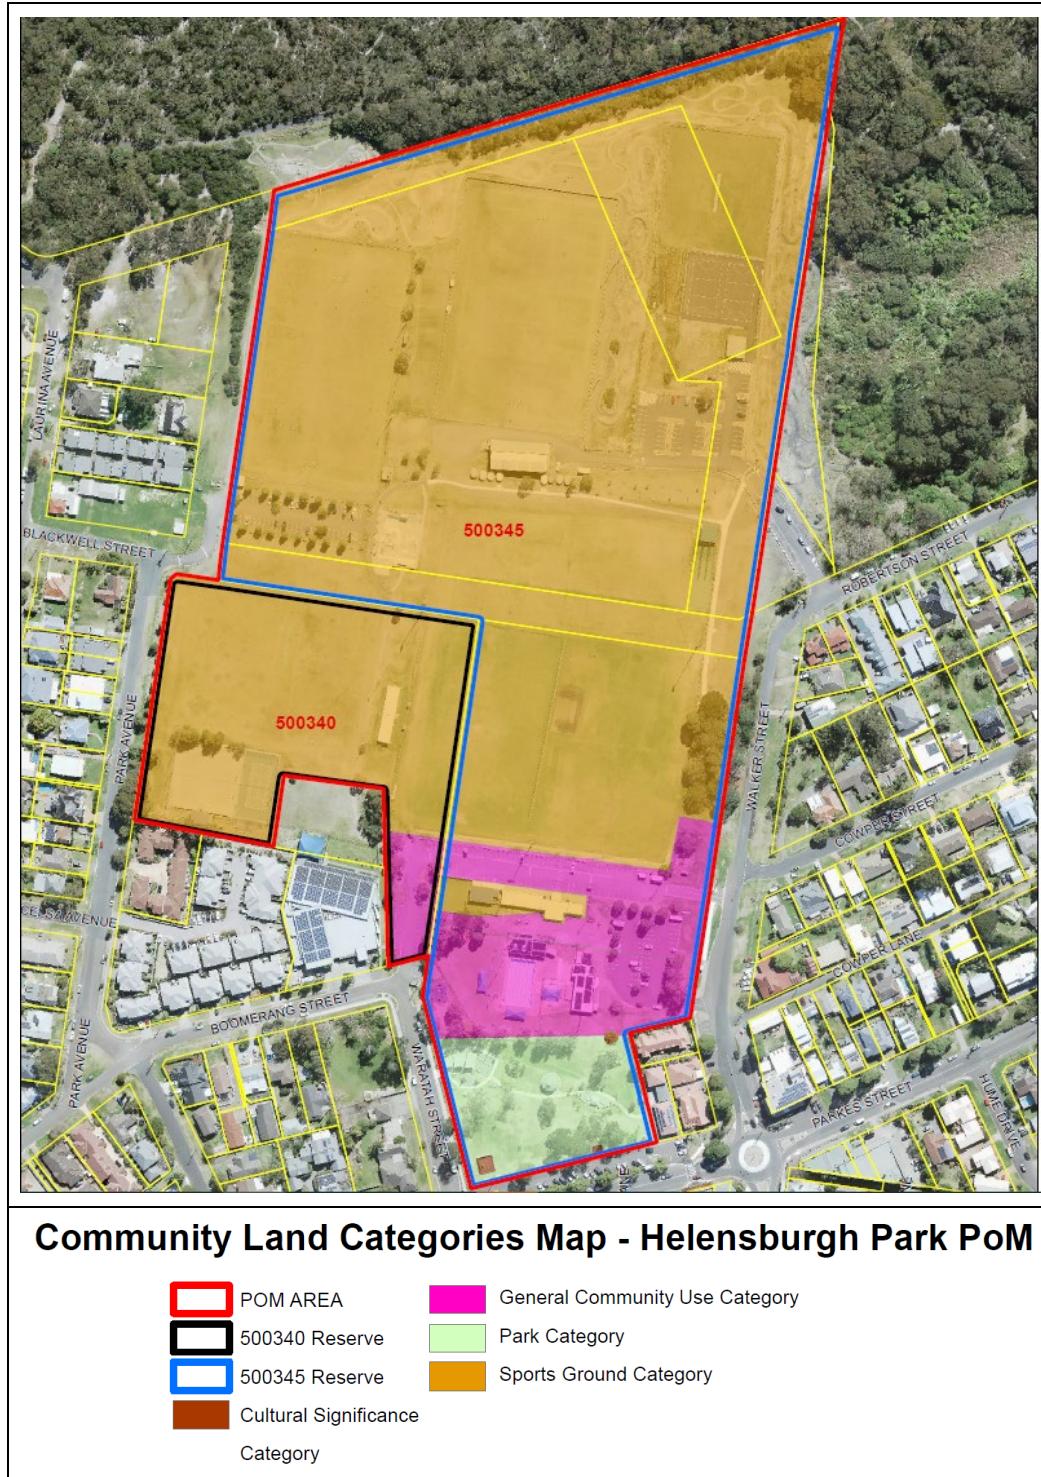 LAURINA AVENUE
BLACKWELL STREET
500345
ROBERTSON STREET
500340
PARK AVENUE
WALKER STREET
COWPER STREET
AVENUE
COWPER LANE
BOOMERANG STREET
PARK AVENUE
WARATAH STREET
PARKES STREET
HUME DRIVE
Community Land Categories Map - Helensburgh Park PoM
POM AREA
500340 Reserve
500345 Reserve
Cultural Significance
Category
General Community Use Category
Park Category
Sports Ground Category